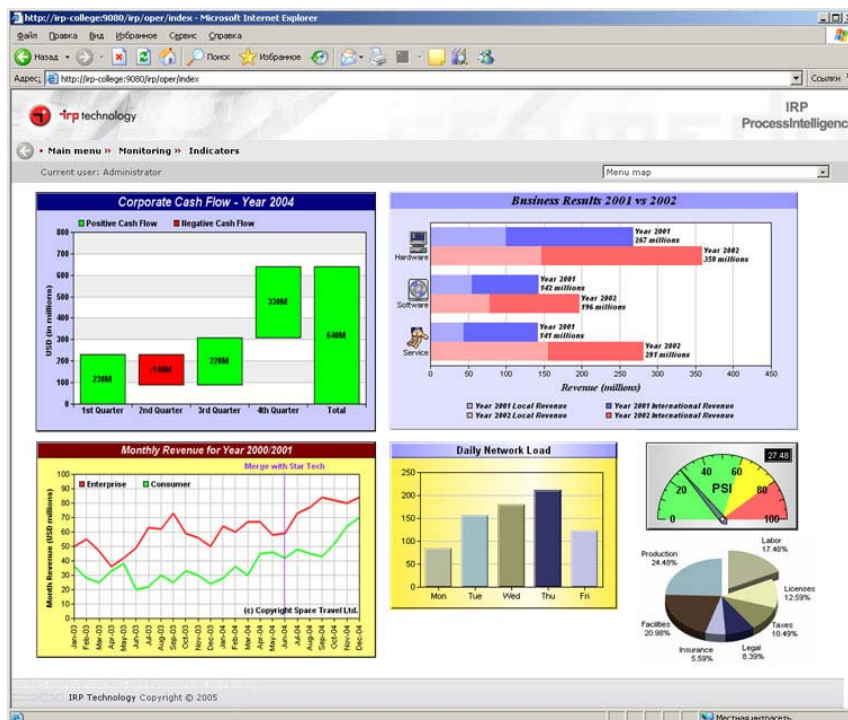 http://irp-college:9080/irp/oper/index - Microsoft Internet Explorer
Файл Правка Вид Избранное Сервис Справка
Назад Поиск Избранное
Адрес: http://irp-college:9080/irp/oper/index Ссылки
irp technology
IRP
ProcessIntelligenc
Main menu » Monitoring » Indicators
Current user: Administrator Menu map
Corporate Cash Flow - Year 2004
Positive Cash Flow Negative Cash Flow
USD (in millions)
800
700
600
500
400
300
200
100
0
230M
-140M
220M
330M
640M
1st Quarter 2nd Quarter 3rd Quarter 4th Quarter Total
Business Results 2001 vs 2002
Hardware
Year 2001
267 millions
Year 2002
358 millions
Software
Year 2001
142 millions
Year 2002
196 millions
Service
Year 2001
141 millions
Year 2002
281 millions
0 50 100 150 200 250 300 350 400 450
Revenue (millions)
Year 2001 Local Revenue Year 2001 International Revenue
Year 2002 Local Revenue Year 2002 International Revenue
Monthly Revenue for Year 2000/2001
Merge with Star Tech
Enterprise Consumer
Month Revenue (USD millions)
100
90
80
70
60
50
40
30
20
10
0
(c) Copyright Space Travel Ltd.
Jan-03 Feb-03 Mar-03 Apr-03 May-03 Jun-03 Jul-03 Aug-03 Sep-03 Oct-03 Nov-03 Dec-03 Jan-04 Feb-04 Mar-04 Apr-04 May-04 Jun-04 Jul-04 Aug-04 Sep-04 Oct-04 Nov-04 Dec-04
Daily Network Load
250
200
150
100
50
0
Mon Tue Wed Thu Fri
27.48
0 20 40 60 80 100
PSI
Labor
17.48%
Licenses
12.59%
Taxes
10.49%
Legal
8.39%
Insurance
5.59%
Facilities
20.98%
Production
24.48%
IRP Technology Copyright © 2005
Местная интрасеть